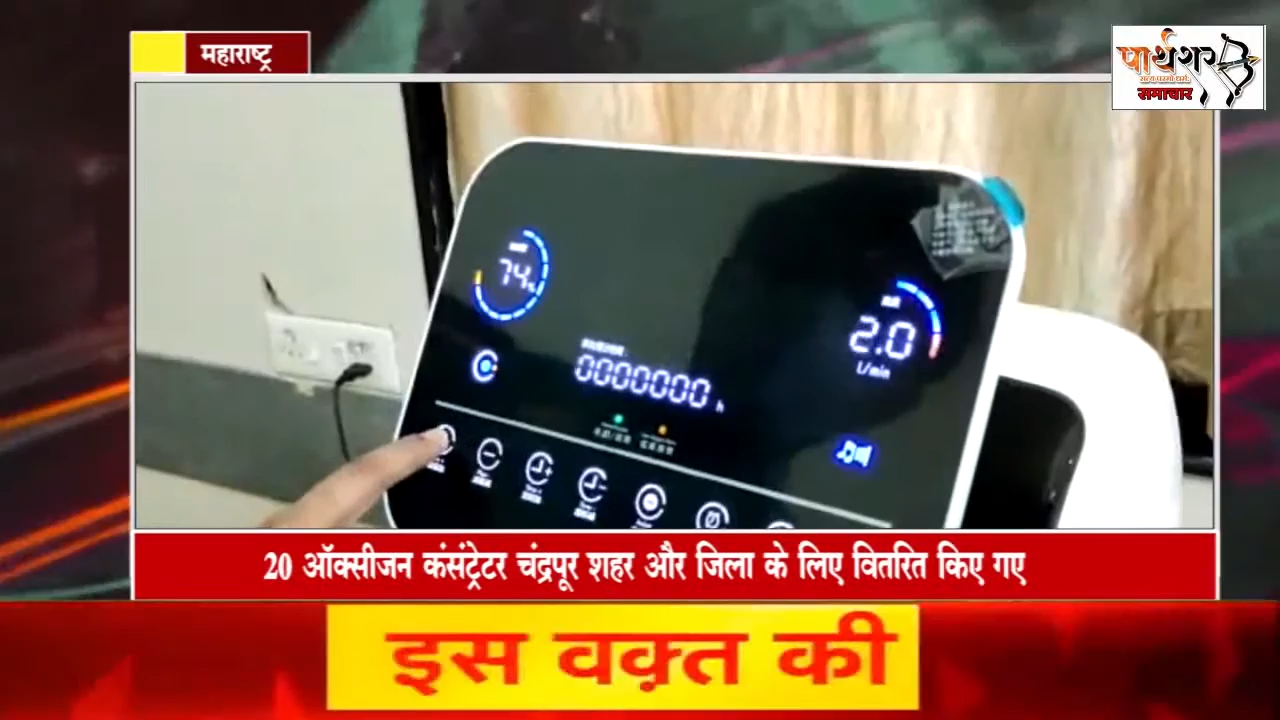 महाराष्ट्र
पार्थशर
समाचार
74
2.0
L/min
0000000 h
20 ऑक्सीजन कंसंट्रेटर चंद्रपूर शहर और जिला के लिए वितरित किए गए
इस वक़्त की